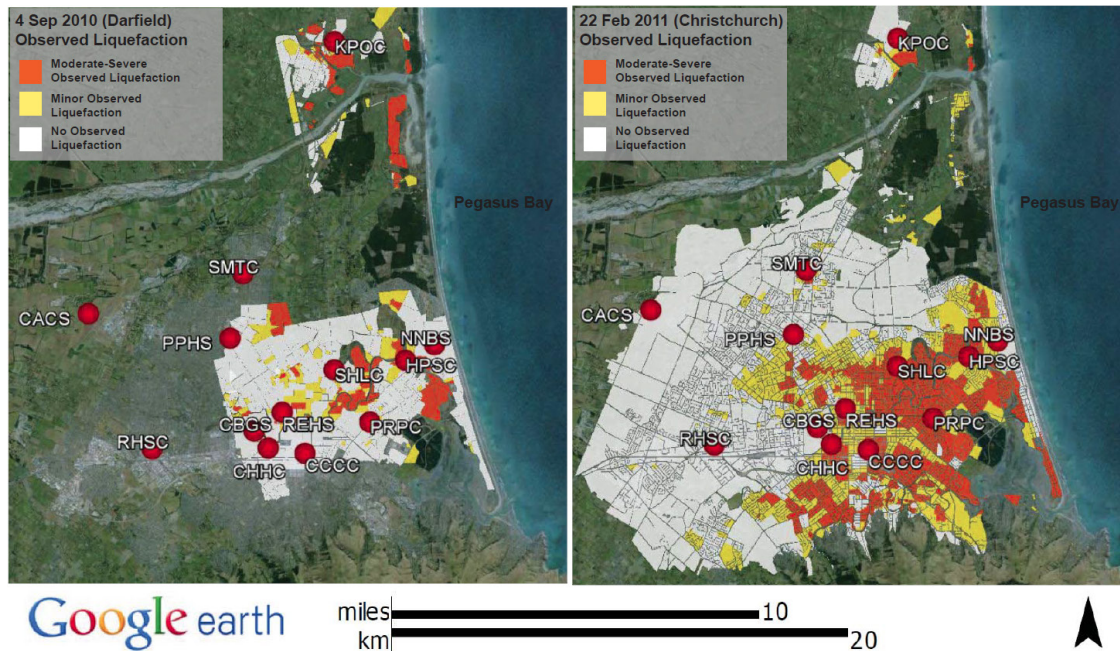 4 Sep 2010 (Darfield)
Observed Liquefaction
Moderate-Severe
Observed Liquefaction
Minor Observed
Liquefaction
No Observed
Liquefaction
KPOC
Pegasus Bay
SMTC
CACS
PPHS
NNBS
HPSC
SHLC
CBGS
REHS
PRPC
RHSC
CHHC
CCCC
22 Feb 2011 (Christchurch)
Observed Liquefaction
Moderate-Severe
Observed Liquefaction
Minor Observed
Liquefaction
No Observed
Liquefaction
KPOC
Pegasus Bay
SMTC
CACS
PPHS
NNBS
HPSC
SHLC
CBGS
REHS
PRPC
RHSC
CHHC
CCCC
Google earth
miles 10
km 20